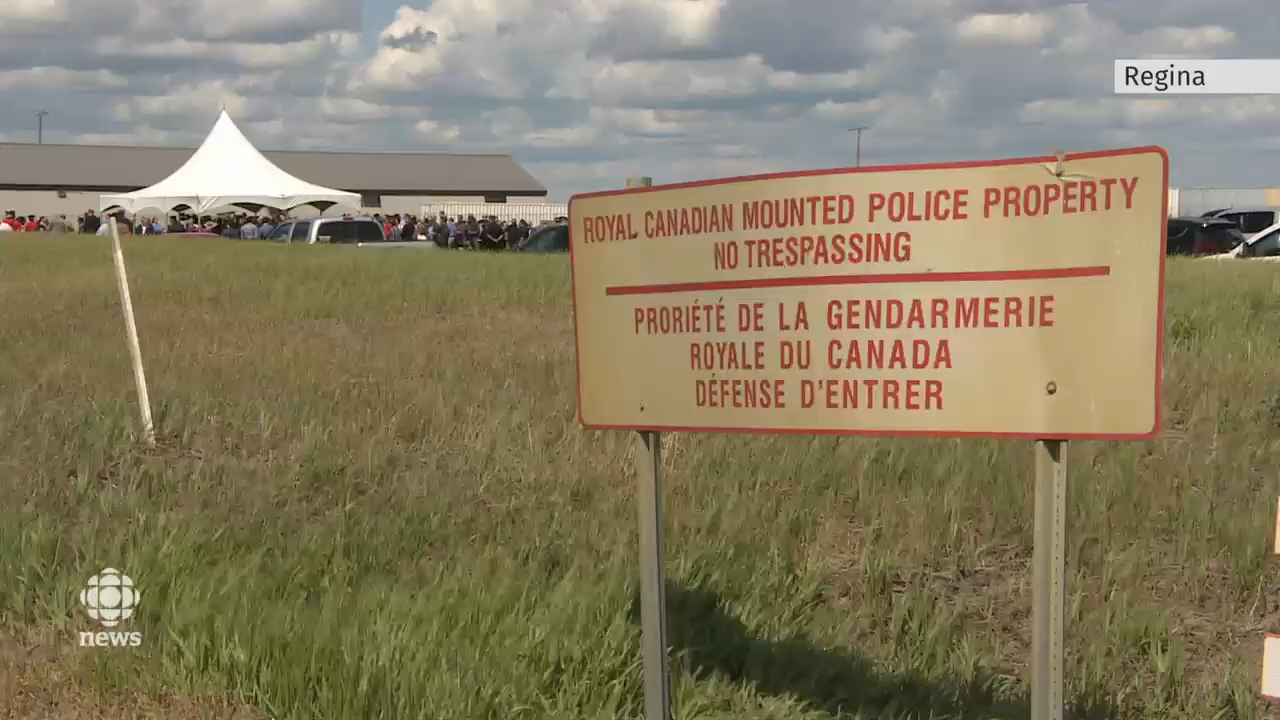 Regina
ROYAL CANADIAN MOUNTED POLICE PROPERTY
NO TRESPASSING
PRORIÉTÉ DE LA GENDARMERIE
ROYALE DU CANADA
DÉFENSE D'ENTRER
news